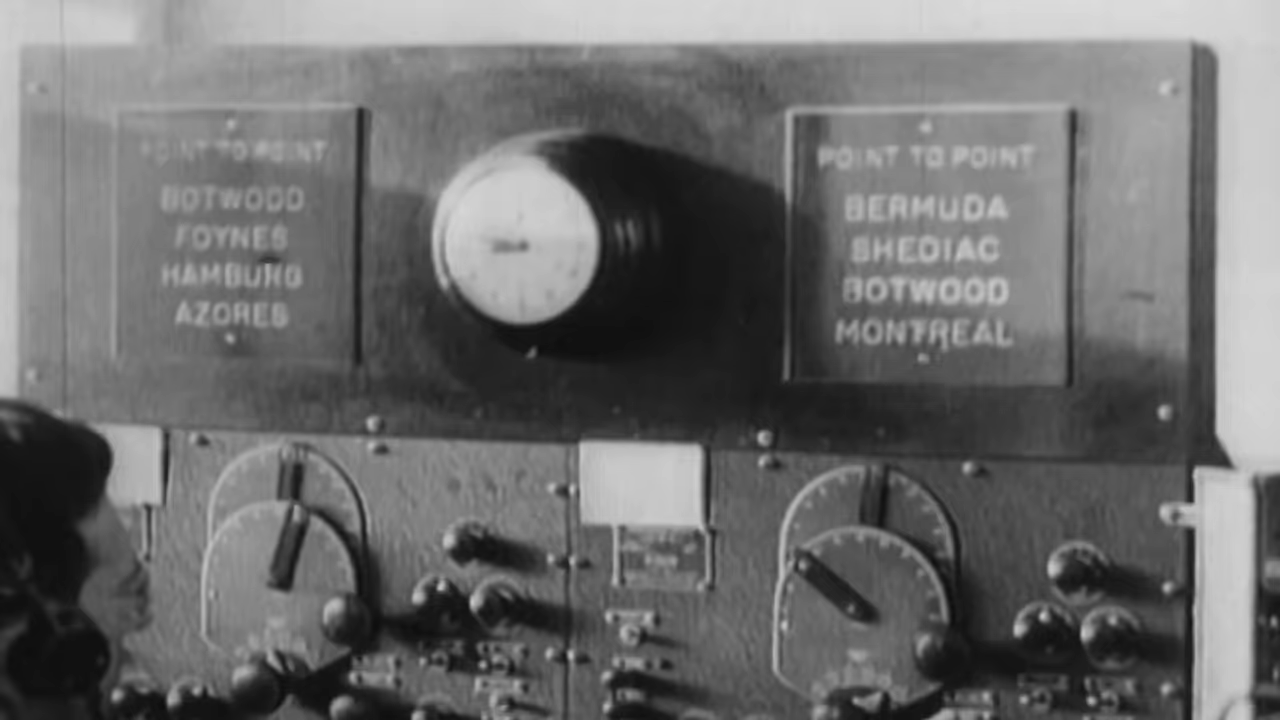 POINT TO POINT
BOTWOOD
FOYNES
HAMBURG
AZORES
POINT TO POINT
BERMUDA
SHEDIAC
BOTWOOD
MONTREAL